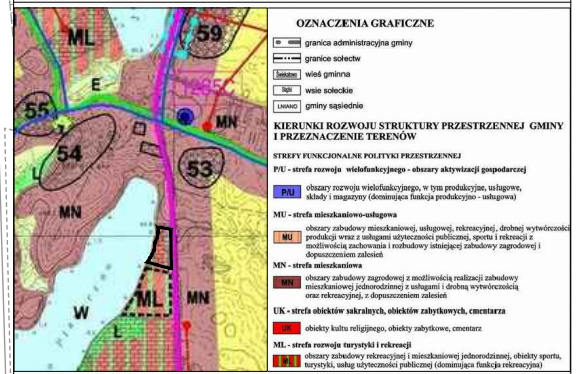 ML
59
1285C
E
55
Ł
MN
54
53
MN
ML
MN
W
Ł
OZNACZENIA GRAFICZNE
granica administracyjna gminy
granice sołectw
Świekatowo wieś gminna
wsie sołeckie
LNIANO gminy sąsiednie
KIERUNKI ROZWOJU STRUKTURY PRZESTRZENNEJ GMINY
I PRZEZNACZENIE TERENÓW
STREFY FUNKCJONALNE POLITYKI PRZESTRZENNEJ
P/U - strefa rozwoju wielofunkcyjnego - obszary aktywizacji gospodarczej
P/U
obszary rozwoju wielofunkcyjnego, w tym produkcyjne, usługowe,
składy i magazyny (dominująca funkcja produkcyjno - usługowa)
MU - strefa mieszkaniowo-usługowa
MU
obszary zabudowy mieszkaniowej, usługowej, rekreacyjnej, drobnej wytwórczości
produkcji wraz z usługami użyteczności publicznej, sportu i rekreacji z
możliwością zachowania i rozbudowy istniejącej zabudowy zagrodowej i
dopuszczeniem zalesień
MN - strefa mieszkaniowa
MN
obszary zabudowy zagrodowej z możliwością realizacji zabudowy
mieszkaniowej jednorodzinnej z usługami i drobną wytwórczością
oraz rekreacyjnej, z dopuszczeniem zalesień
UK - strefa obiektów sakralnych, obiektów zabytkowych, cmentarza
UK obiekty kultu religijnego, obiekty zabytkowe, cmentarz
ML - strefa rozwoju turystyki i rekreacji
ML
obszary zabudowy rekreacyjnej i mieszkaniowej jednorodzinnej, obiekty sportu,
turystyki, usług użyteczności publicznej (dominująca funkcja rekreacyjna)